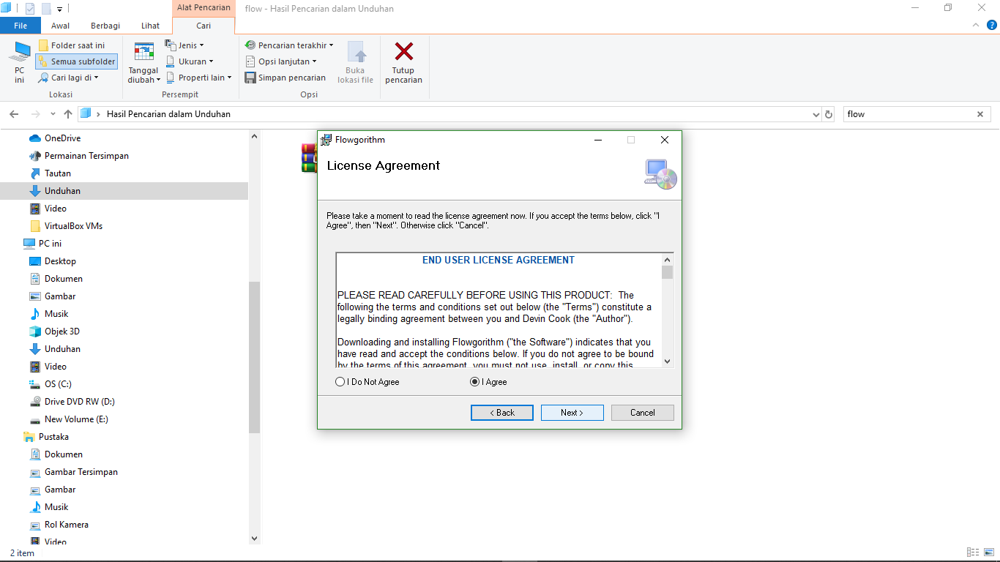 Alat Pencarian
flow - Hasil Pencarian dalam Unduhan
File
Awal
Berbagi
Lihat
Cari
PC
ini
Folder saat ini
Semua subfolder
Cari lagi di
Lokasi
Tanggal
diubah
Jenis
Ukuran
Properti lain
Persempit
Pencarian terakhir
Opsi lanjutan
Simpan pencarian
Buka
lokasi file
Opsi
Tutup
pencarian
Hasil Pencarian dalam Unduhan
flow
OneDrive
Permainan Tersimpan
Tautan
Unduhan
Video
VirtualBox VMs
PC ini
Desktop
Dokumen
Gambar
Musik
Objek 3D
Unduhan
Video
OS (C:)
Drive DVD RW (D:)
New Volume (E:)
Pustaka
Dokumen
Gambar Tersimpan
Gambar
Musik
Rol Kamera
Video
2 item
Flowgorithm
License Agreement
Please take a moment to read the license agreement now. If you accept the terms below, click "I
Agree", then "Next". Otherwise click "Cancel".
END USER LICENSE AGREEMENT
PLEASE READ CAREFULLY BEFORE USING THIS PRODUCT:  The
following the terms and conditions set out below (the "Terms") constitute a
legally binding agreement between you and Devin Cook (the "Author").
Downloading and installing Flowgorithm ("the Software") indicates that you
have read and accept the conditions below. If you do not agree to be bound
by the terms of this agreement, you must not use, install, or copy this
I Do Not Agree
I Agree
< Back
Next >
Cancel